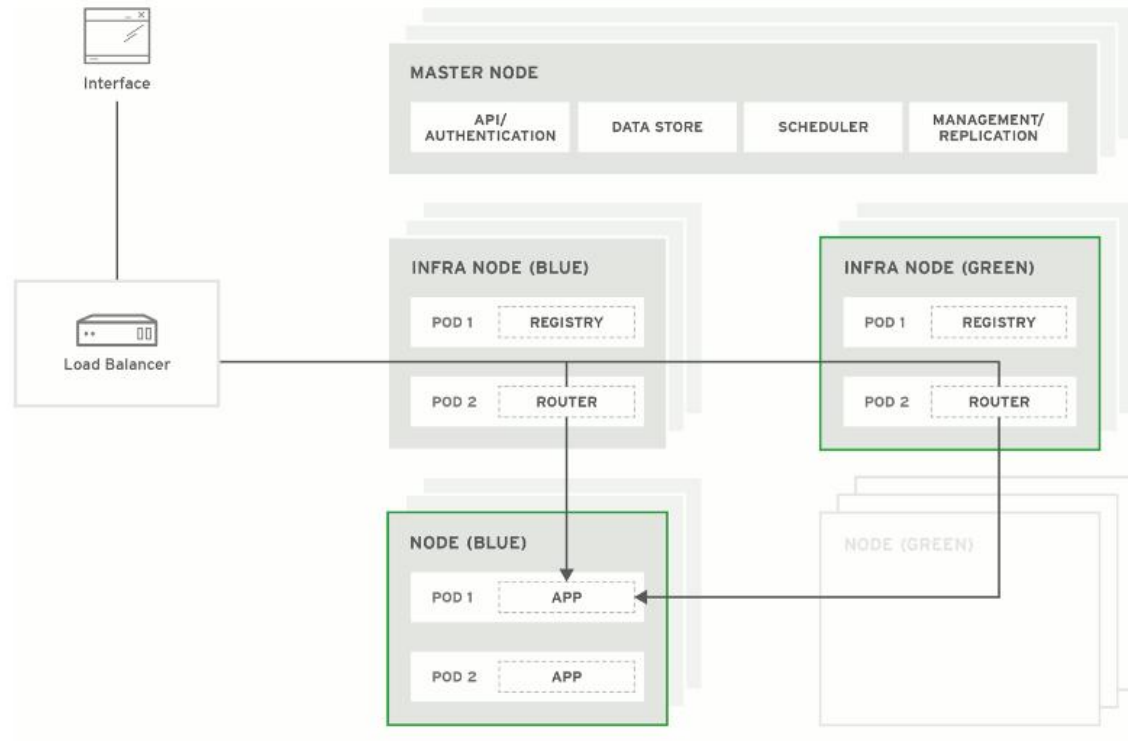 Interface
MASTER NODE
API/
AUTHENTICATION
DATA STORE
SCHEDULER
MANAGEMENT/
REPLICATION
INFRA NODE (BLUE)
POD 1
REGISTRY
POD 2
ROUTER
INFRA NODE (GREEN)
POD 1
REGISTRY
POD 2
ROUTER
Load Balancer
NODE (BLUE)
POD 1
APP
POD 2
APP
NODE (GREEN)